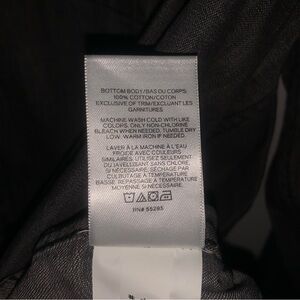 BOTTOM BODY/BAS DU CORPS:
100% COTTON/COTON
EXCLUSIVE OF TRIM/EXCLUANT LES
GARNITURES
MACHINE WASH COLD WITH LIKE
COLORS. ONLY NON-CHLORINE
BLEACH WHEN NEEDED. TUMBLE DRY
LOW. WARM IRON IF NEEDED.
LAVER À LA MACHINE À L'EAU
FROIDE AVEC COULEURS
SIMILAIRES. UTILISEZ SEULEMENT
DU JAVELLISANT SANS CHLORE,
SI NÉCESSAIRE. SÉCHAGE PAR
CULBUTAGE À TEMPÉRATURE
BASSE. REPASSAGE À TEMPÉRATURE
MOYENNE SI NÉCESSAIRE.
RN# 55285